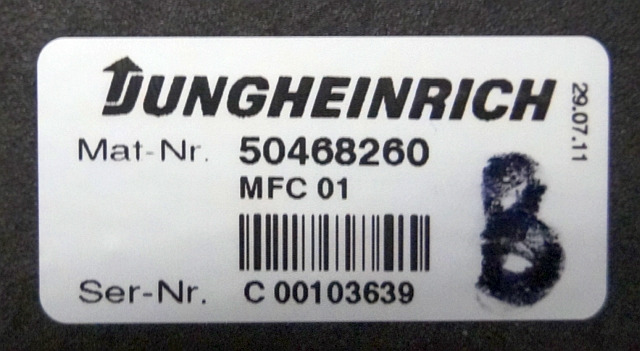 JUNGHEINRICH
29.07.11
Mat-Nr. 50468260
MFC 01
B
Ser-Nr. C 00103639